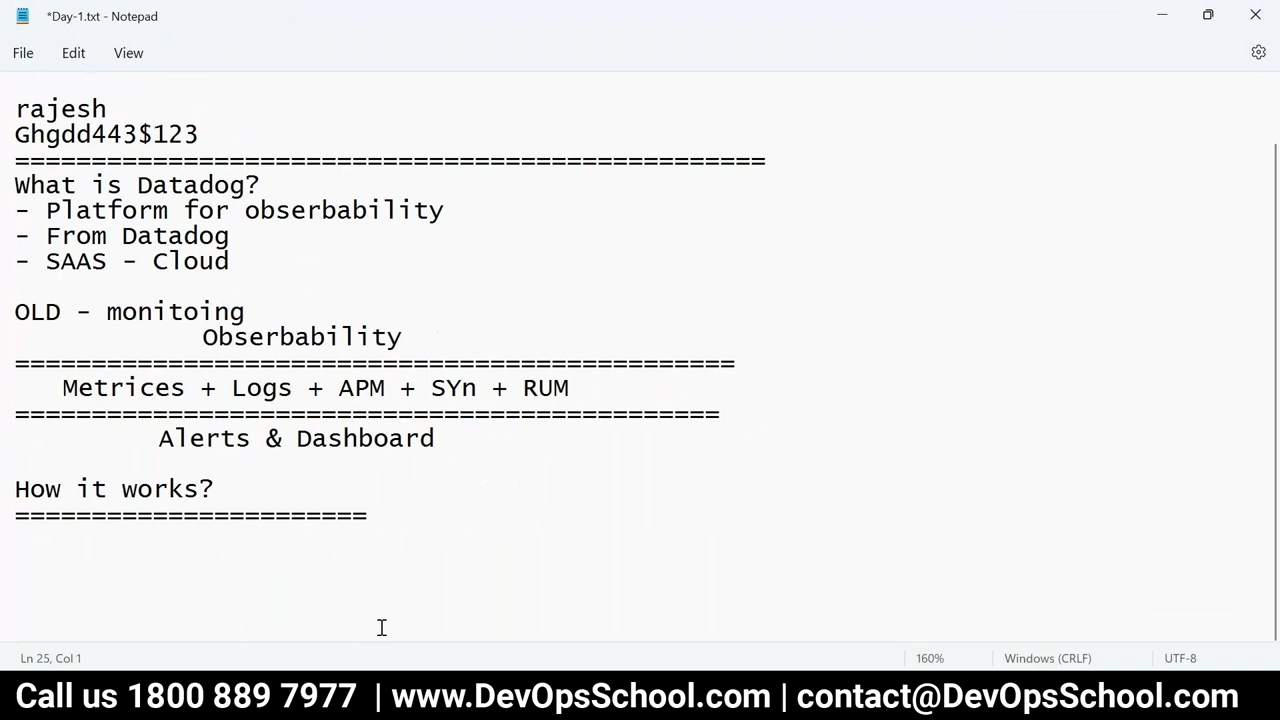 *Day-1.txt - Notepad
File Edit View
rajesh
Ghgdd443$123
=================================================
What is Datadog?
- Platform for obserbability
- From Datadog
- SAAS - Cloud
OLD - monitoing
Obserbability
===============================================
Metrices + Logs + APM + SYn + RUM
==============================================
Alerts & Dashboard
How it works?
=======================
Ln 25, Col 1 160% Windows (CRLF) UTF-8
Call us 1800 889 7977 | www.DevOpsSchool.com | contact@DevOpsSchool.com